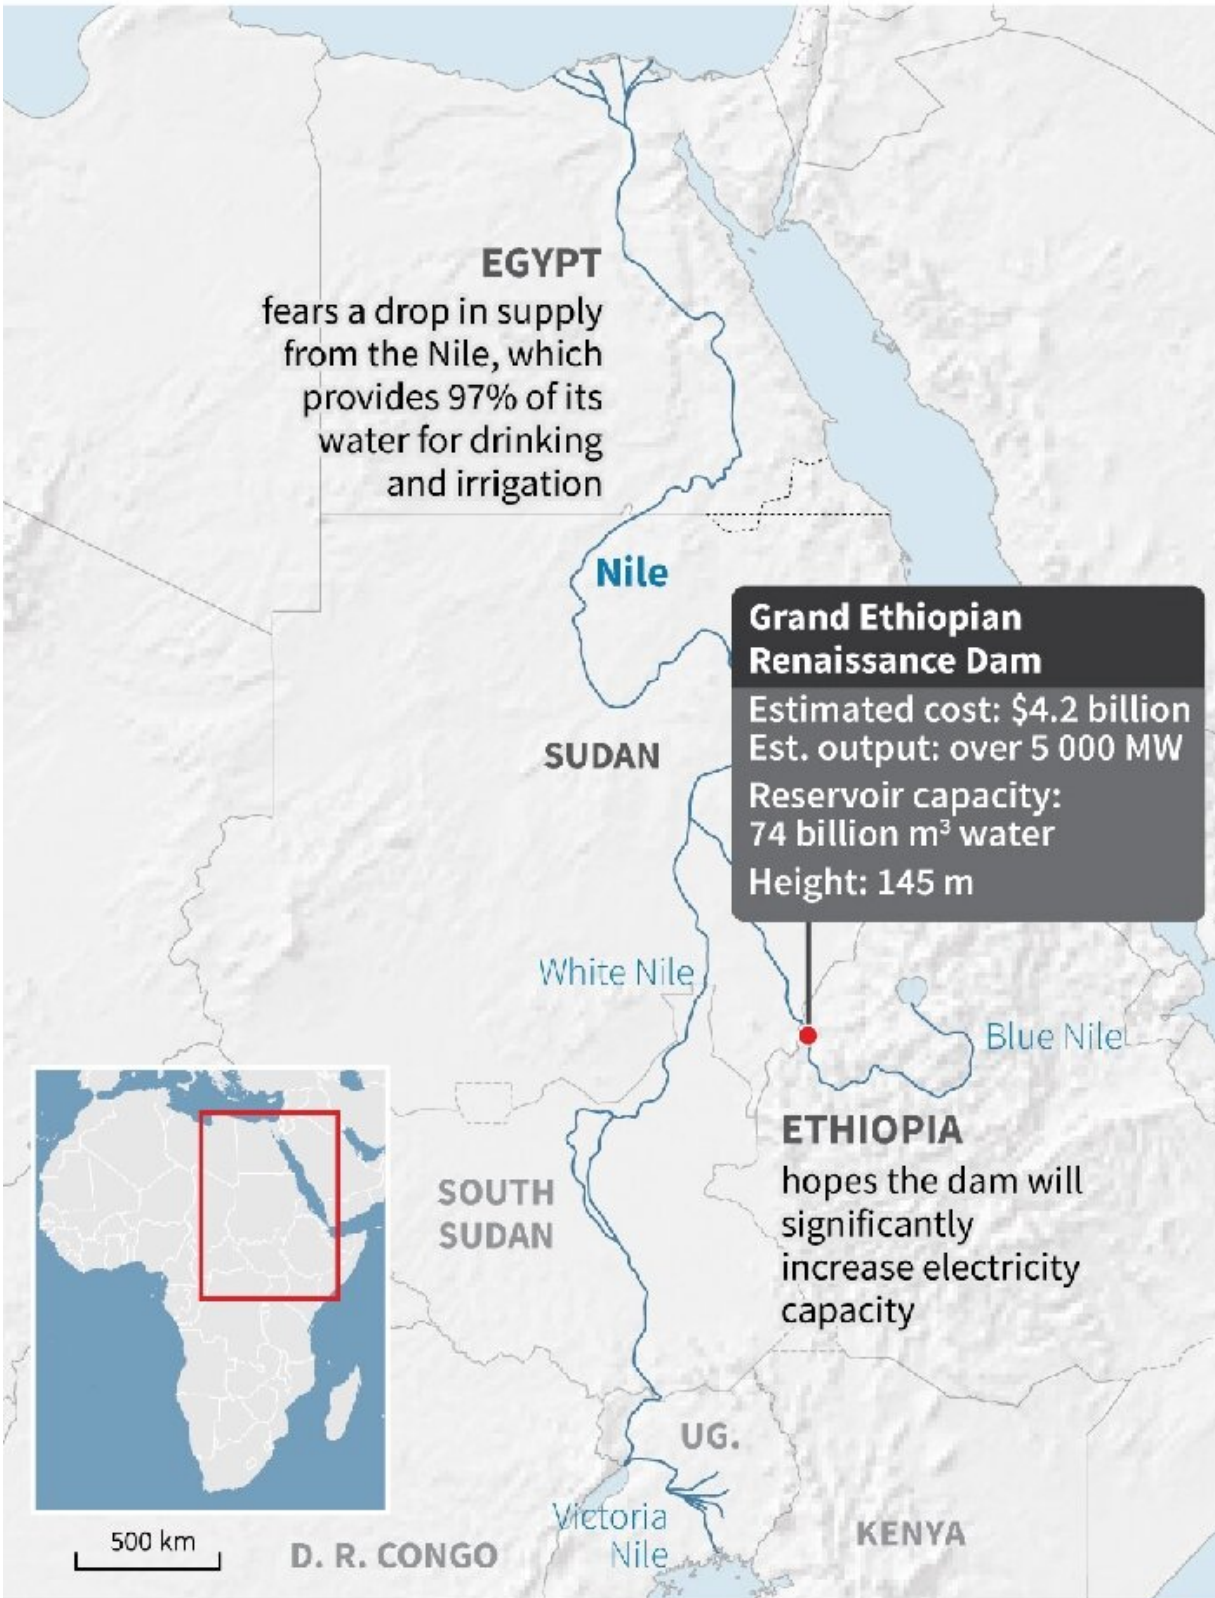 EGYPT
fears a drop in supply
from the Nile, which
provides 97% of its
water for drinking
and irrigation
Nile
Grand Ethiopian
Renaissance Dam
Estimated cost: $4.2 billion
Est. output: over 5 000 MW
Reservoir capacity:
74 billion m³ water
Height: 145 m
SUDAN
White Nile
Blue Nile
ETHIOPIA
hopes the dam will
significantly
increase electricity
capacity
SOUTH
SUDAN
UG.
Victoria
Nile
KENYA
D. R. CONGO
500 km